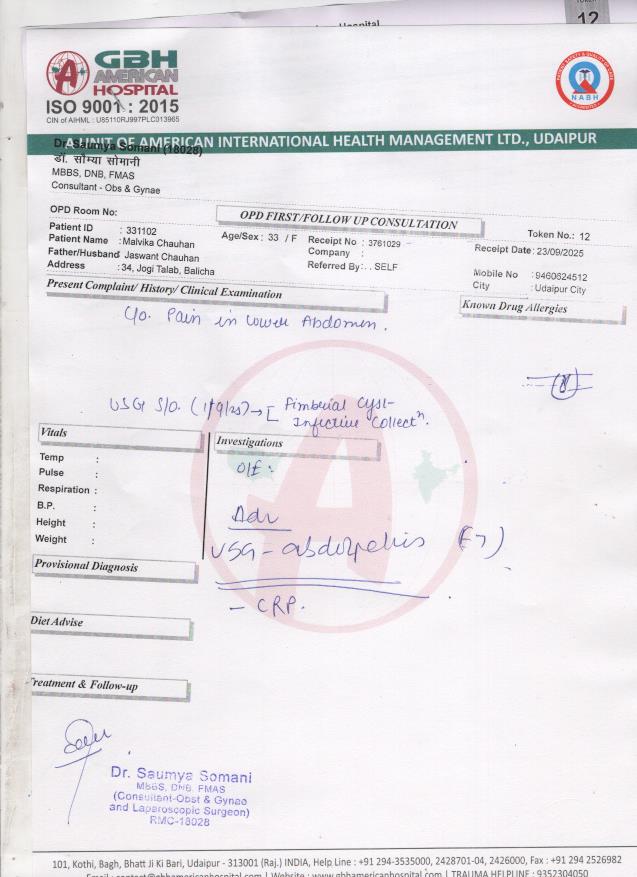 12
GBH
AMERICAN
HOSPITAL
ISO 9001 : 2015
CIN of AIHML : U85110RJ997PLC013965
NABH
A UNIT OF AMERICAN INTERNATIONAL HEALTH MANAGEMENT LTD., UDAIPUR
Dr. Saumya Somani (18028)
डॉ. सौम्या सोमानी
MBBS, DNB, FMAS
Consultant - Obs & Gynae
OPD Room No:
OPD FIRST/FOLLOW UP CONSULTATION
Token No.: 12
Patient ID : 331102
Age/Sex : 33 / F
Receipt No : 3761029
Receipt Date : 23/09/2025
Patient Name : Malvika Chauhan
Company :
Father/Husband : Jaswant Chauhan
Referred By : . SELF
Mobile No : 9460624512
Address : 34, Jogi Talab, Balicha
City : Udaipur City
Present Complaint/ History/ Clinical Examination
Known Drug Allergies
C/o. Pain in Lower Abdomen.
USG S/O. (1/9/25) → [ Fimberial Cyst-
Infective Collectn.
Vitals
Investigations
Temp :
O/E:
Pulse :
Respiration :
B.P. :
Adv
Height :
Weight :
USG - abdo/pelvis
Provisional Diagnosis
- CRP.
Diet Advise
Treatment & Follow-up
Dr. Saumya Somani
MBBS, DNB, FMAS
(Consultant-Obst & Gynae
and Laparoscopic Surgeon)
RMC-18028
101, Kothi, Bagh, Bhatt Ji Ki Bari, Udaipur - 313001 (Raj.) INDIA, Help Line : +91 294-3535000, 2428701-04, 2426000, Fax : +91 294 2526982